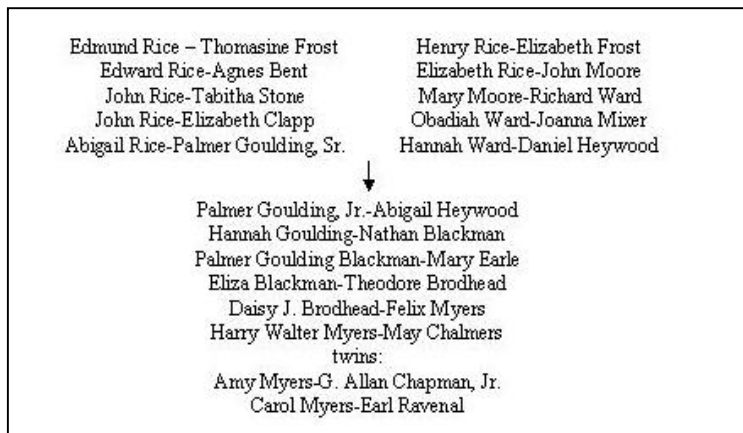 Edmund Rice – Thomasine Frost
Edward Rice-Agnes Bent
John Rice-Tabitha Stone
John Rice-Elizabeth Clapp
Abigail Rice-Palmer Goulding, Sr.
Henry Rice-Elizabeth Frost
Elizabeth Rice-John Moore
Mary Moore-Richard Ward
Obadiah Ward-Joanna Mixer
Hannah Ward-Daniel Heywood
Palmer Goulding, Jr.-Abigail Heywood
Hannah Goulding-Nathan Blackman
Palmer Goulding Blackman-Mary Earle
Eliza Blackman-Theodore Brodhead
Daisy J. Brodhead-Felix Myers
Harry Walter Myers-May Chalmers
twins:
Amy Myers-G. Allan Chapman, Jr.
Carol Myers-Earl Ravenal